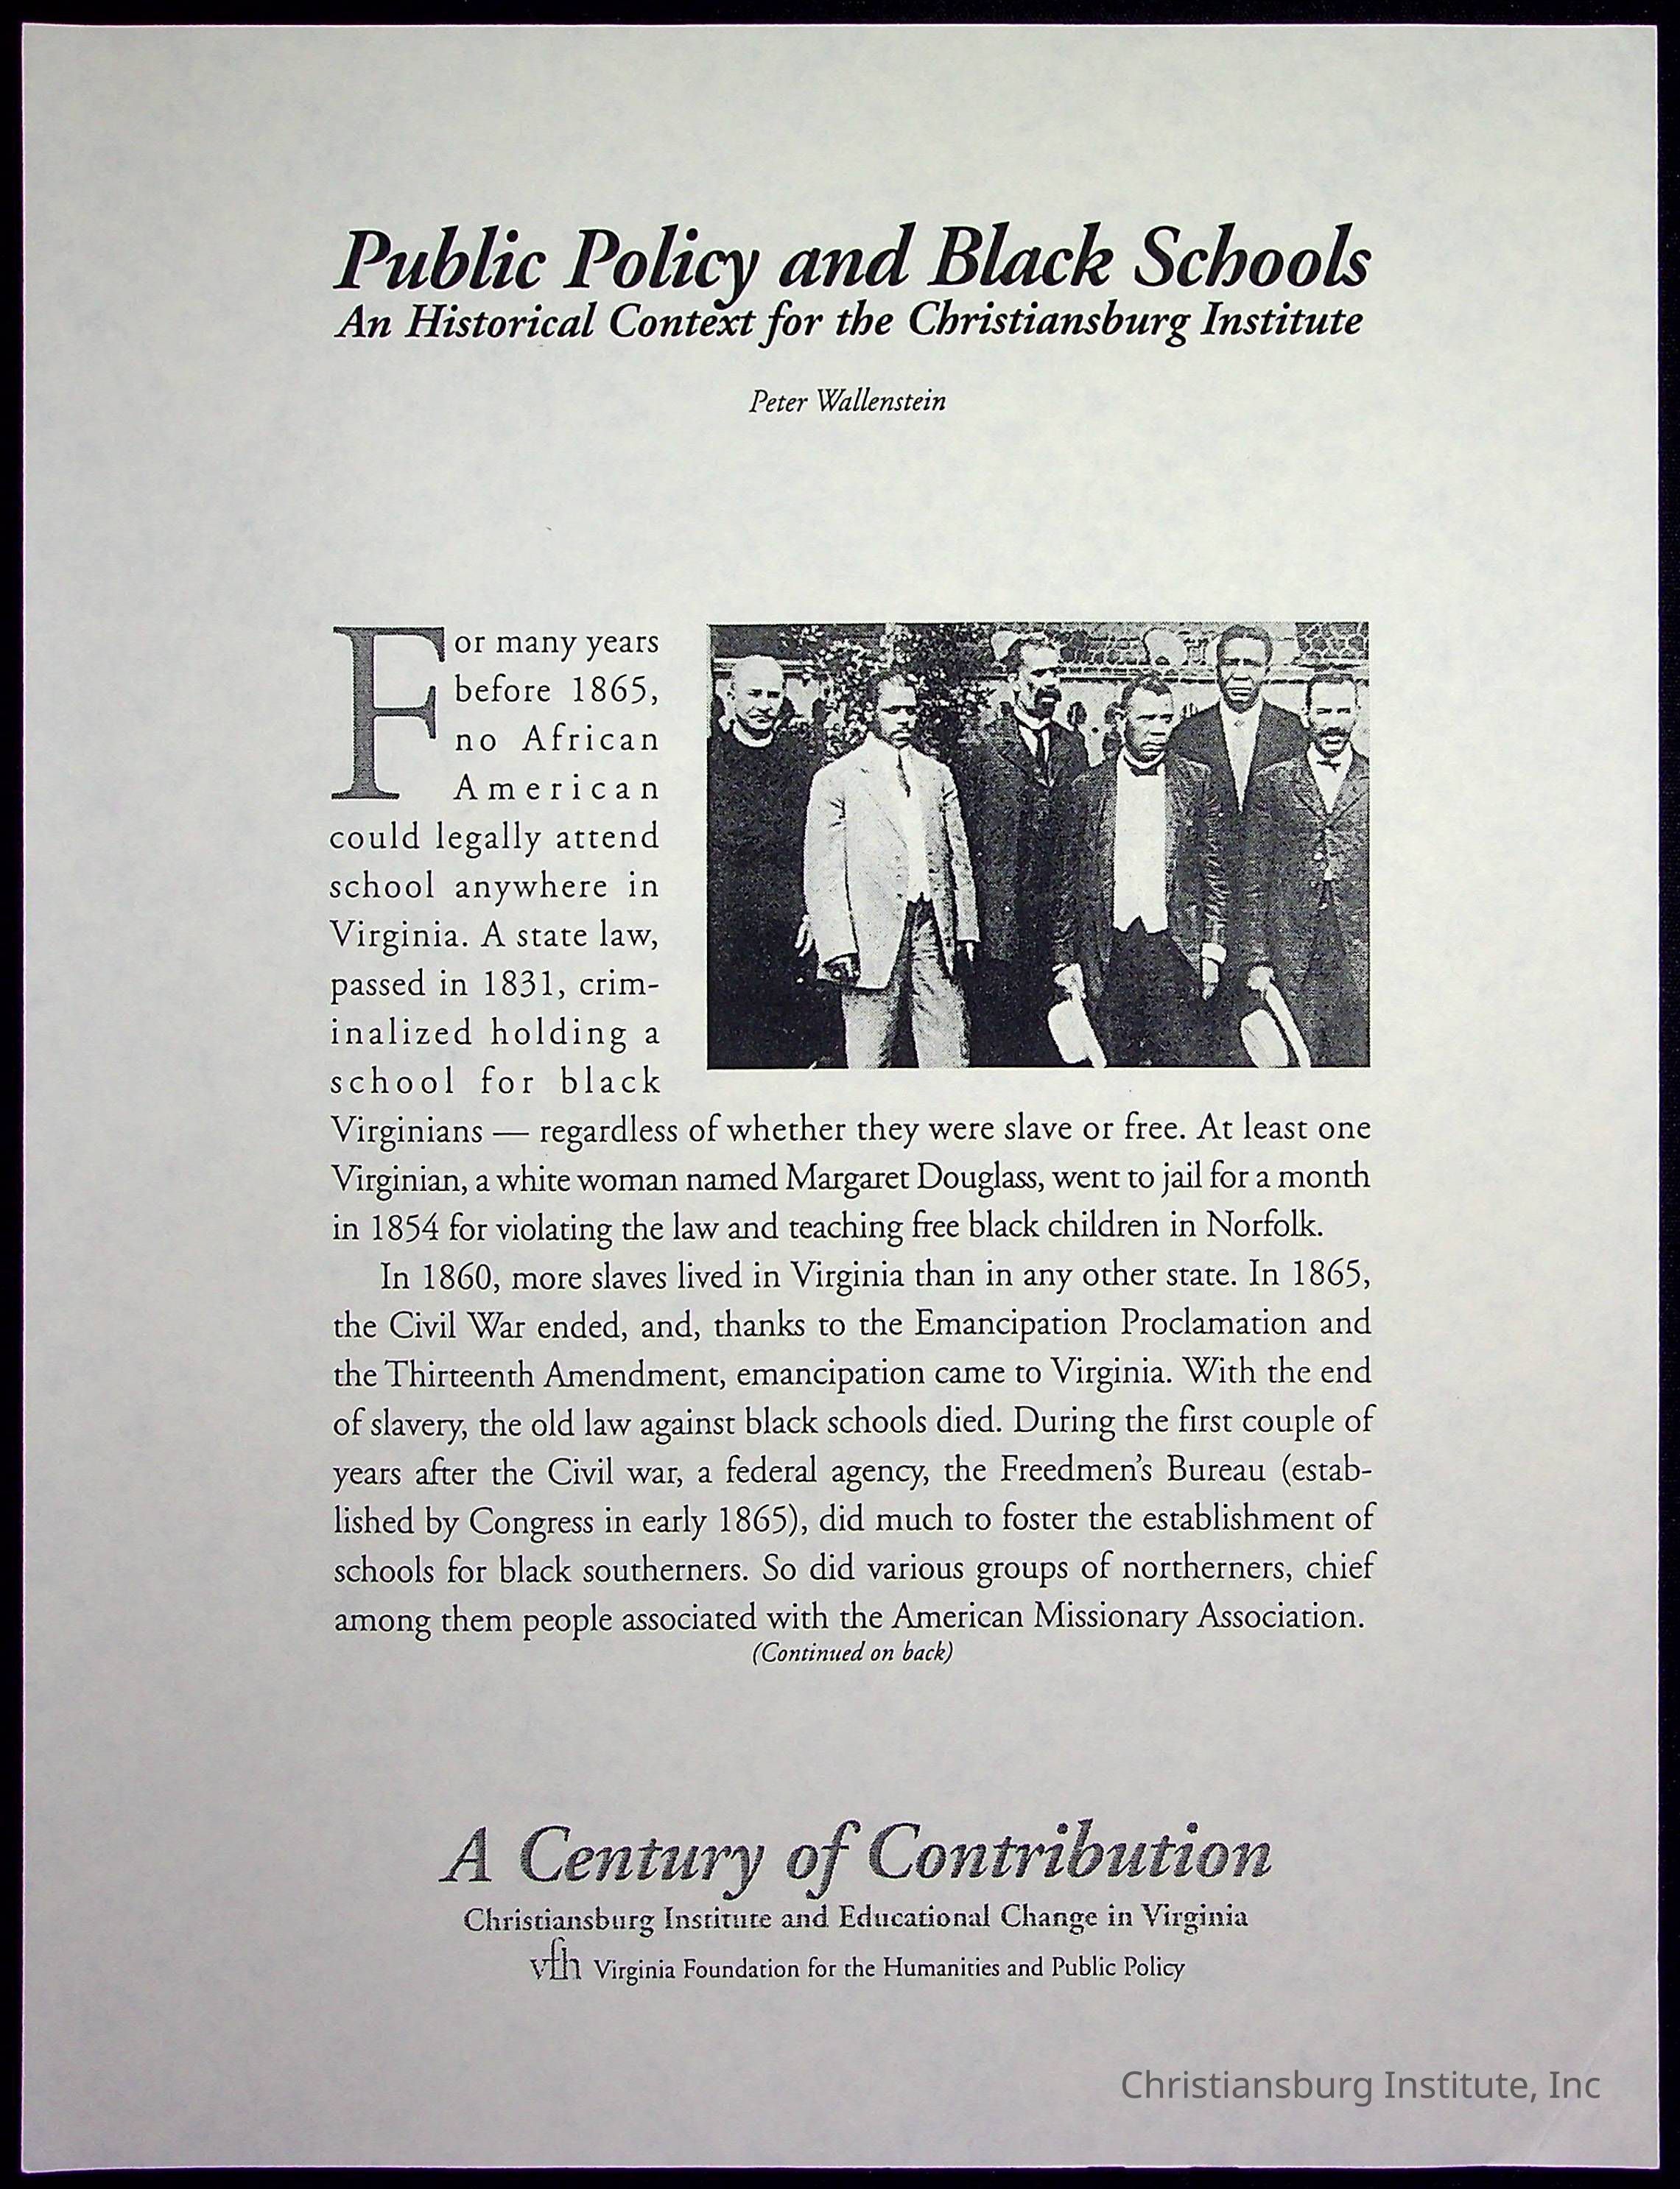 Public Policy and Black Schools
An Historical Context for the Christiansburg Institute
Peter Wallenstein
For many years
before 1865,
no African
American
could legally attend
school anywhere in
Virginia. A state law,
passed in 1831, crim-
inalized holding a
school for black
Virginians — regardless of whether they were slave or free. At least one
Virginian, a white woman named Margaret Douglass, went to jail for a month
in 1854 for violating the law and teaching free black children in Norfolk.
In 1860, more slaves lived in Virginia than in any other state. In 1865,
the Civil War ended, and, thanks to the Emancipation Proclamation and
the Thirteenth Amendment, emancipation came to Virginia. With the end
of slavery, the old law against black schools died. During the first couple of
years after the Civil war, a federal agency, the Freedmen's Bureau (estab-
lished by Congress in early 1865), did much to foster the establishment of
schools for black southerners. So did various groups of northerners, chief
among them people associated with the American Missionary Association.
(Continued on back)
A Century of Contribution
Christiansburg Institute and Educational Change in Virginia
vfh Virginia Foundation for the Humanities and Public Policy
Christiansburg Institute, Inc